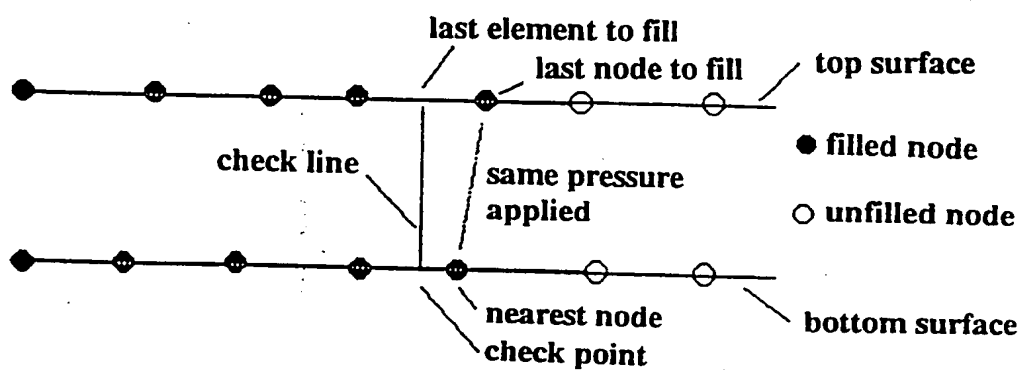 last element to fill
last node to fill
top surface
filled node
check line
same pressure
applied
unfilled node
nearest node
bottom surface
check point